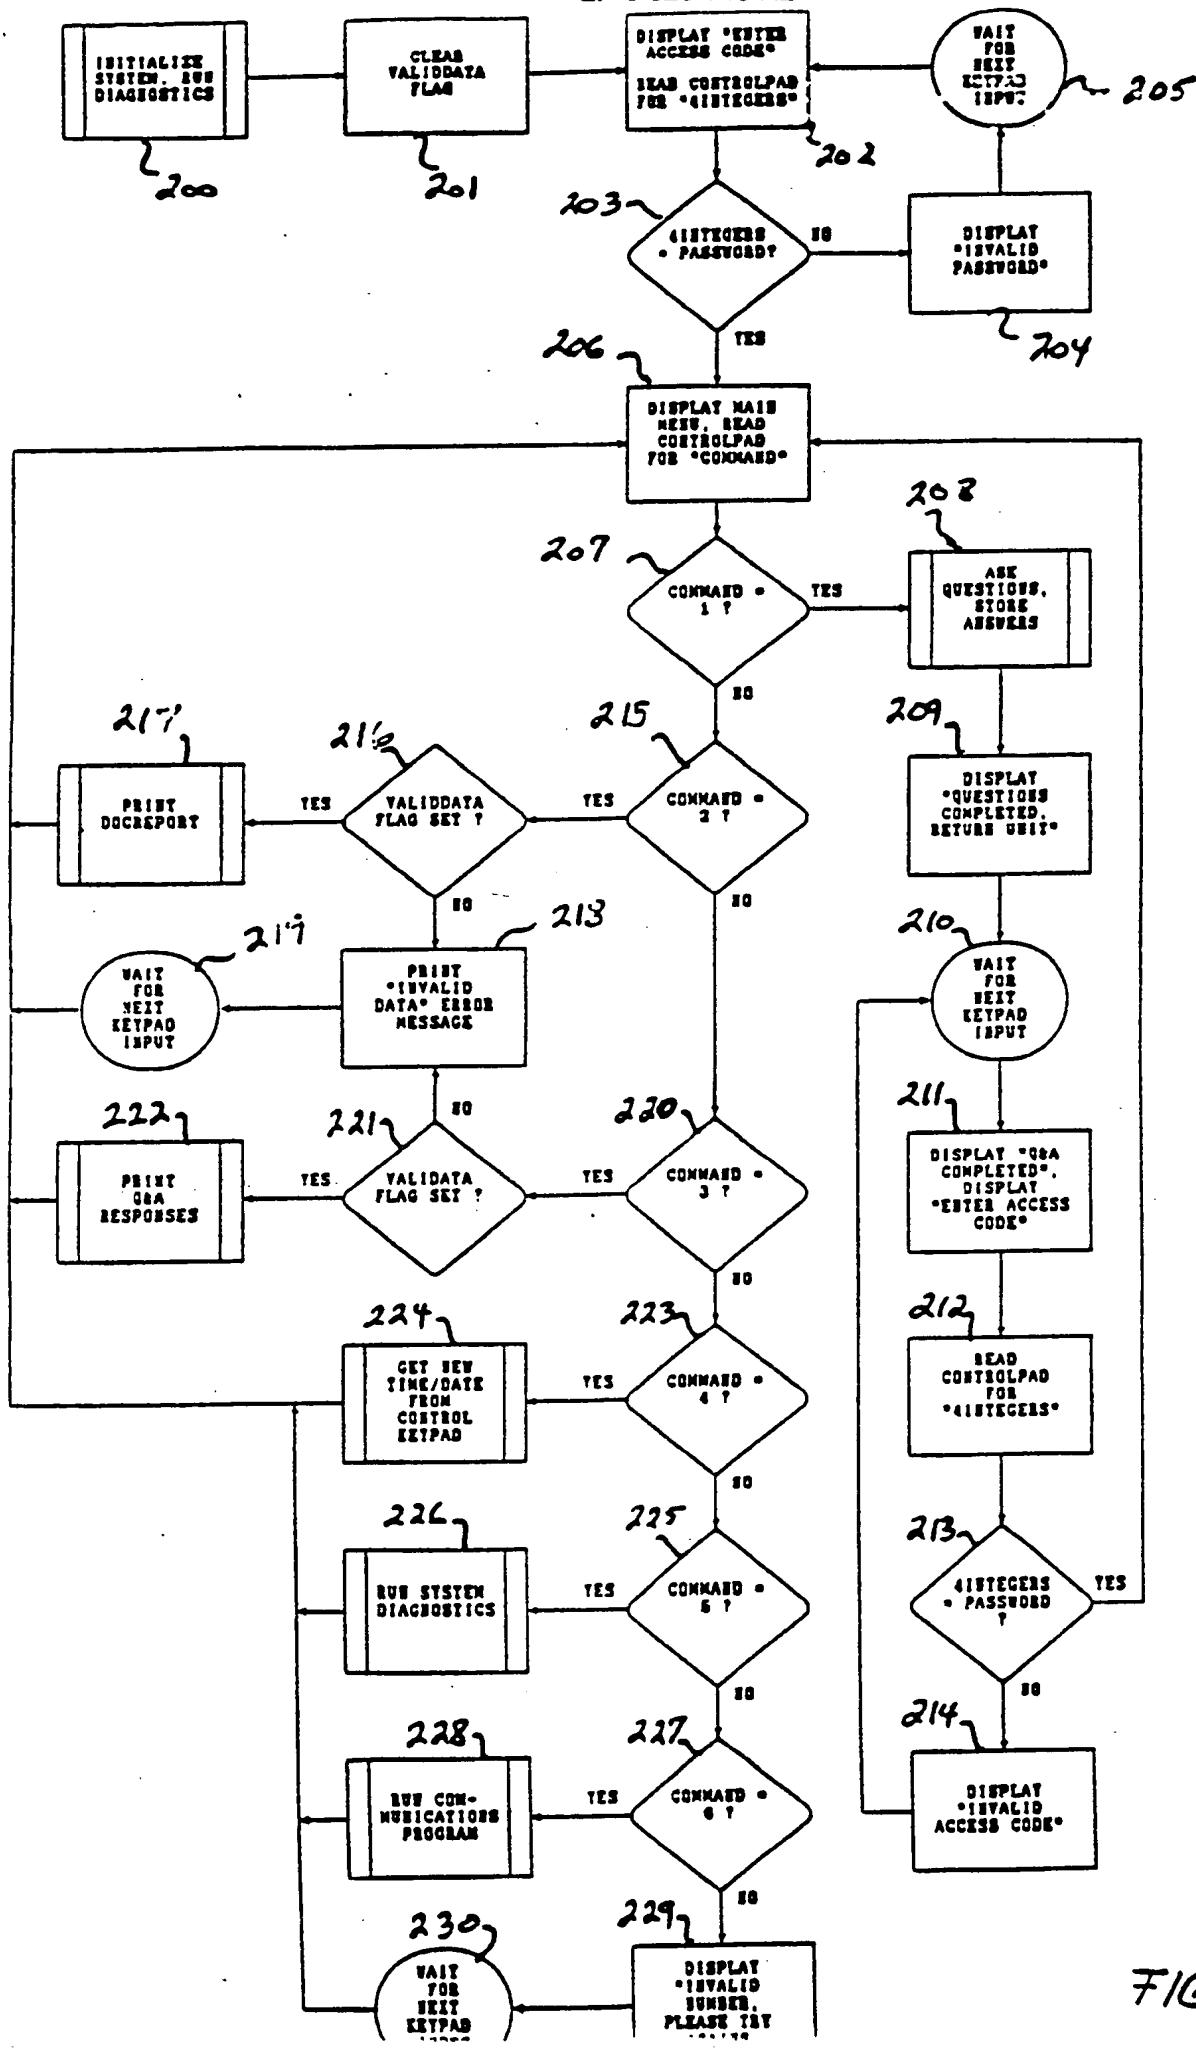 INITIALIZE
SYSTEM, RUN
DIAGNOSTICS
200
CLEAR
VALIDDATA
FLAG
201
DISPLAY "ENTER
ACCESS CODE"
READ CONTROLPAD
FOR "4INTEGERS"
202
WAIT
FOR
NEXT
KEYPAD
INPUT
205
203
4INTEGERS
= PASSWORD?
NO
YES
DISPLAY
"INVALID
PASSWORD"
204
206
DISPLAY MAIN
MENU, READ
CONTROLPAD
FOR "COMMAND"
207
COMMAND =
1 ?
YES
NO
208
ASK
QUESTIONS,
STORE
ANSWERS
209
DISPLAY
"QUESTIONS
COMPLETED,
RETURN UNIT"
215
COMMAND =
2 ?
YES
NO
216
VALIDDATA
FLAG SET ?
YES
NO
217
PRINT
DOCREPORT
218
PRINT
"INVALID
DATA" ERROR
MESSAGE
219
WAIT
FOR
NEXT
KEYPAD
INPUT
210
WAIT
FOR
NEXT
KEYPAD
INPUT
211
DISPLAY "Q&A
COMPLETED",
DISPLAY
"ENTER ACCESS
CODE"
220
COMMAND =
3 ?
YES
NO
221
NO
VALIDATA
FLAG SET ?
YES
222
PRINT
Q&A
RESPONSES
212
READ
CONTROLPAD
FOR
"4INTEGERS"
223
COMMAND =
4 ?
YES
NO
224
GET NEW
TIME/DATE
FROM
CONTROL
KEYPAD
213
4INTEGERS
= PASSWORD
?
YES
NO
225
COMMAND =
5 ?
YES
NO
226
RUN SYSTEM
DIAGNOSTICS
214
DISPLAY
"INVALID
ACCESS CODE"
227
COMMAND =
6 ?
YES
NO
228
RUN COM-
MUNICATIONS
PROGRAM
229
DISPLAY
"INVALID
NUMBER,
PLEASE TRY
230
WAIT
FOR
NEXT
KEYPAD
FIG